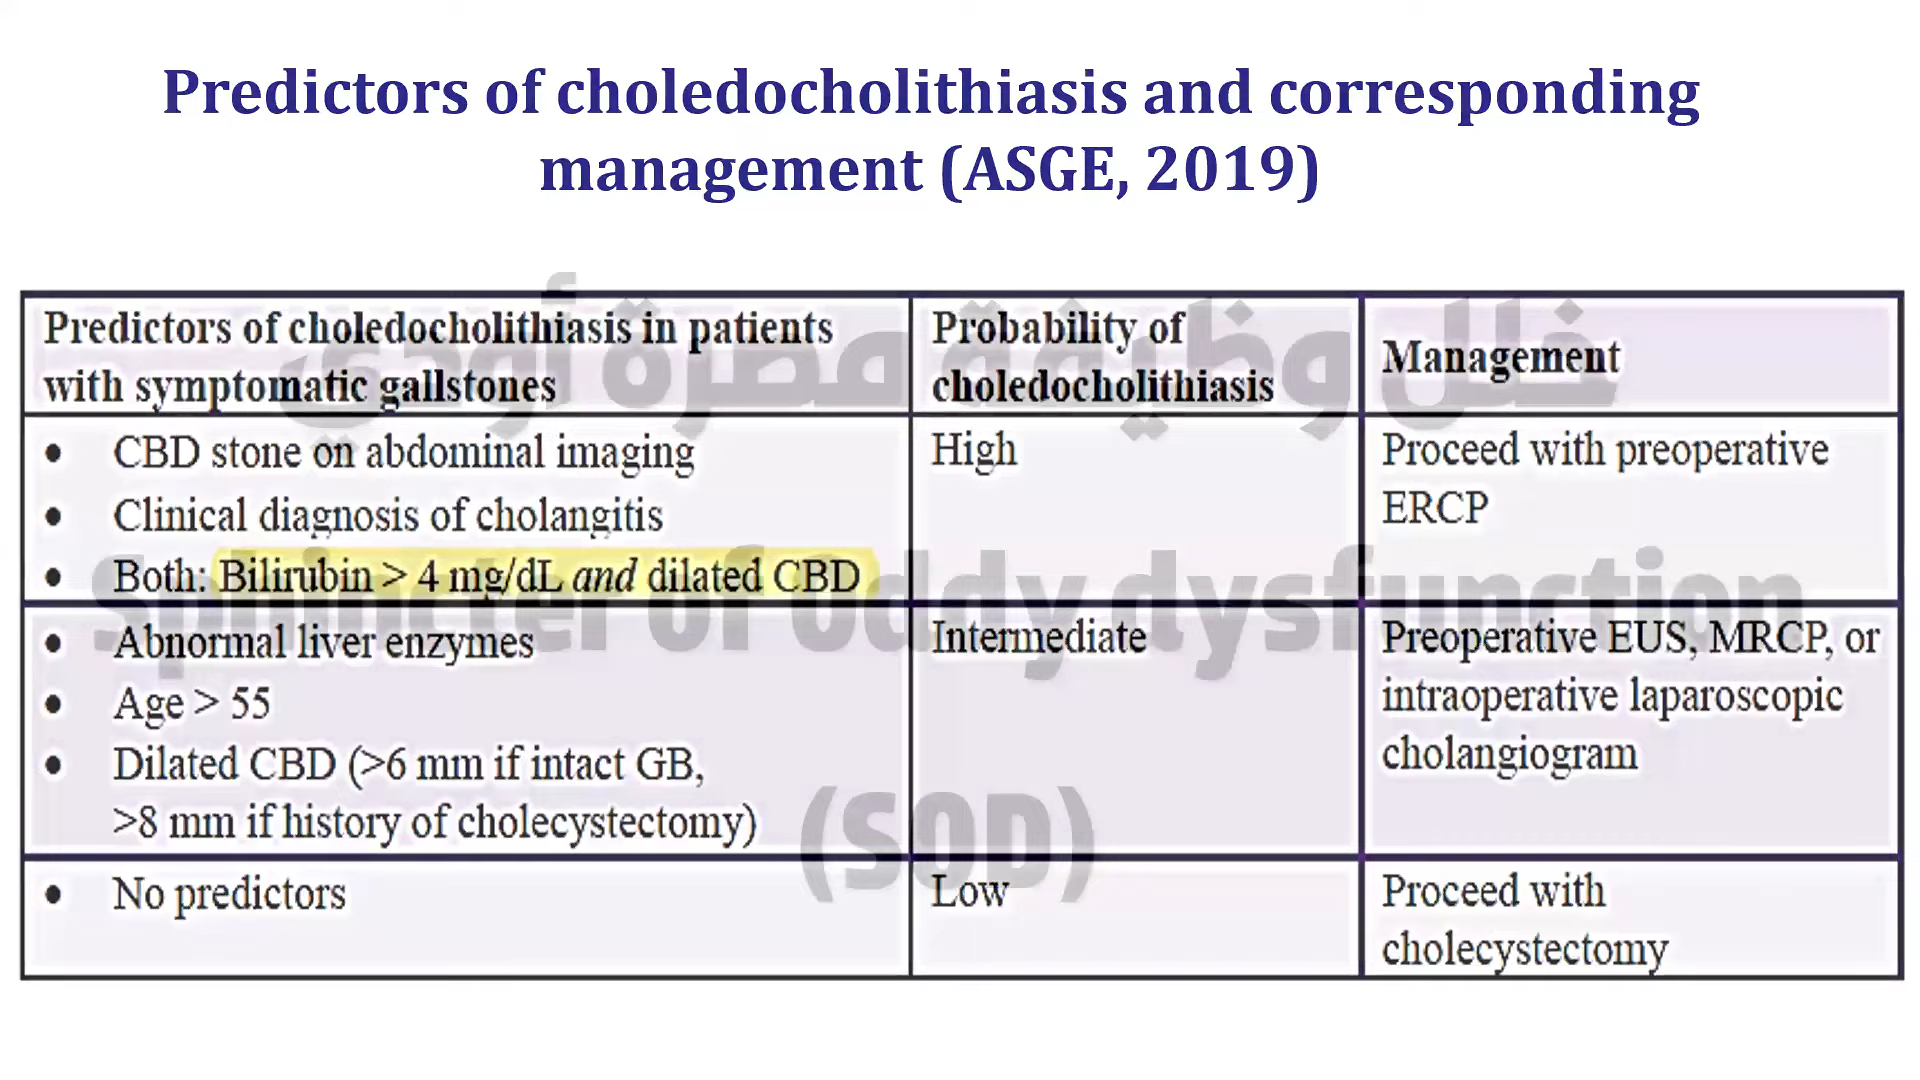 Predictors of choledocholithiasis and corresponding
management (ASGE, 2019)
خلل وظيفة مصرة أودي
Sphincter of oddy dysfunction
(SOD)
Predictors of choledocholithiasis in patients
with symptomatic gallstones
Probability of
choledocholithiasis
Management
• CBD stone on abdominal imaging
• Clinical diagnosis of cholangitis
• Both: Bilirubin > 4 mg/dL and dilated CBD
High
Proceed with preoperative
ERCP
• Abnormal liver enzymes
• Age > 55
• Dilated CBD (>6 mm if intact GB,
>8 mm if history of cholecystectomy)
Intermediate
Preoperative EUS, MRCP, or
intraoperative laparoscopic
cholangiogram
• No predictors
Low
Proceed with
cholecystectomy